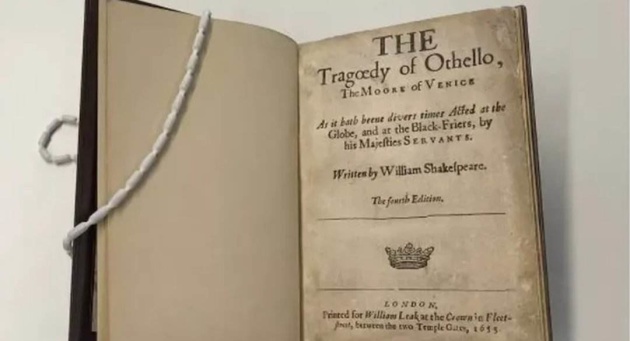 THE
Tragœdy of Othello,
The MOORE of VENICE
As it hath beene divers times Acted at the
Globe, and at the Black-Friers, by
his Majesties SERVANTS.
Written by William Shakeſpeare.
The fourth Edition.
LONDON,
Printed for William Leak at the Crown in Fleet-
ſtreet, between the two Temple Gates, 1655